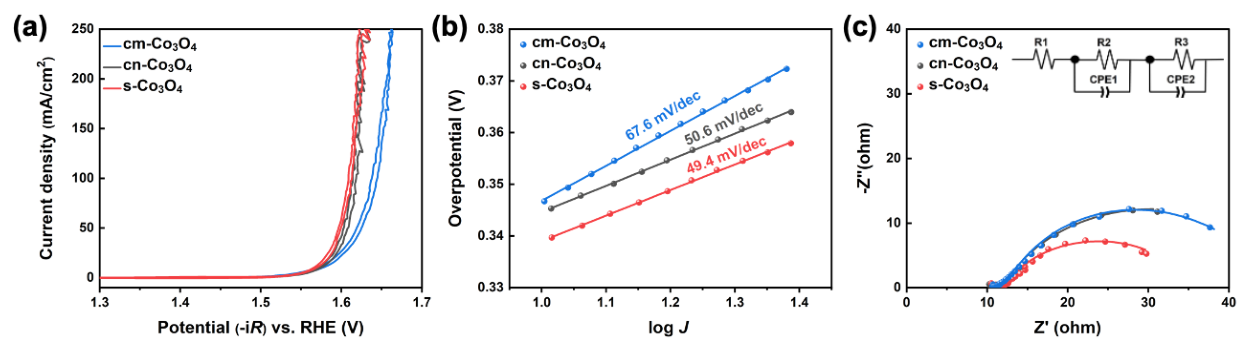 (a)
cm-Co₃O₄
cn-Co₃O₄
s-Co₃O₄
250
200
150
100
50
0
Current density (mA/cm²)
1.3
1.4
1.5
1.6
1.7
Potential (-iR) vs. RHE (V)
(b)
cm-Co₃O₄
cn-Co₃O₄
s-Co₃O₄
67.6 mV/dec
50.6 mV/dec
49.4 mV/dec
0.37
0.36
0.35
0.34
0.33
Overpotential (V)
1.0
1.1
1.2
1.3
1.4
log J
(c)
cm-Co₃O₄
cn-Co₃O₄
s-Co₃O₄
R1
R2
R3
CPE1
CPE2
40
35
30
25
20
15
10
5
0
-Z''(ohm)
0
10
20
30
40
Z' (ohm)